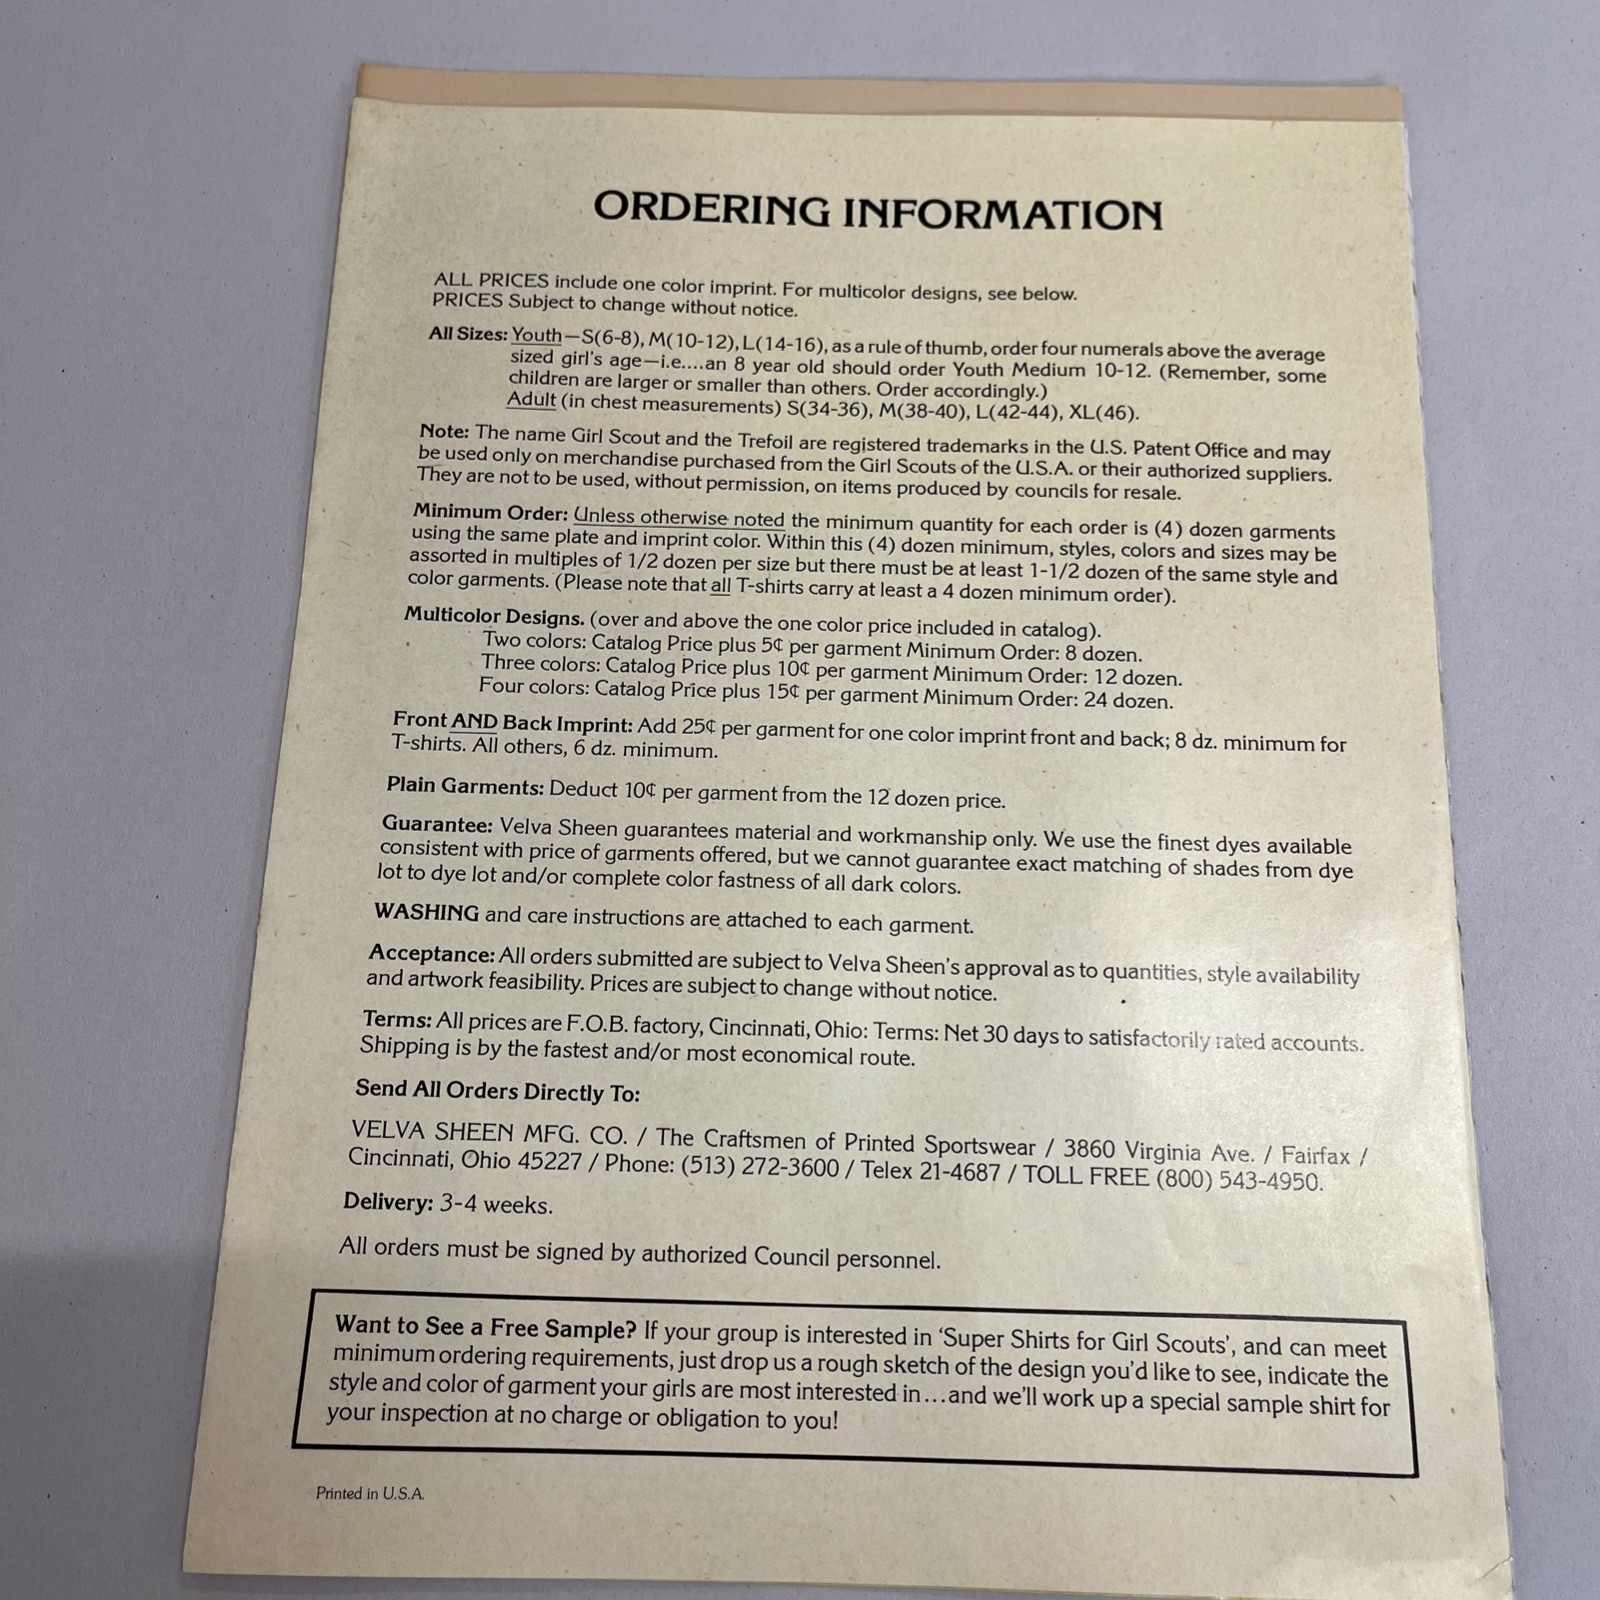 ORDERING INFORMATION
ALL PRICES include one color imprint. For multicolor designs, see below.
PRICES Subject to change without notice.
All Sizes: Youth—S(6-8), M(10-12), L(14-16), as a rule of thumb, order four numerals above the average
sized girl's age—i.e....an 8 year old should order Youth Medium 10-12. (Remember, some
children are larger or smaller than others. Order accordingly.)
Adult (in chest measurements) S(34-36), M(38-40), L(42-44), XL(46).
Note: The name Girl Scout and the Trefoil are registered trademarks in the U.S. Patent Office and may
be used only on merchandise purchased from the Girl Scouts of the U.S.A. or their authorized suppliers.
They are not to be used, without permission, on items produced by councils for resale.
Minimum Order: Unless otherwise noted the minimum quantity for each order is (4) dozen garments
using the same plate and imprint color. Within this (4) dozen minimum, styles, colors and sizes may be
assorted in multiples of 1/2 dozen per size but there must be at least 1-1/2 dozen of the same style and
color garments. (Please note that all T-shirts carry at least a 4 dozen minimum order).
Multicolor Designs. (over and above the one color price included in catalog).
Two colors: Catalog Price plus 5¢ per garment Minimum Order: 8 dozen.
Three colors: Catalog Price plus 10¢ per garment Minimum Order: 12 dozen.
Four colors: Catalog Price plus 15¢ per garment Minimum Order: 24 dozen.
Front AND Back Imprint: Add 25¢ per garment for one color imprint front and back; 8 dz. minimum for
T-shirts. All others, 6 dz. minimum.
Plain Garments: Deduct 10¢ per garment from the 12 dozen price.
Guarantee: Velva Sheen guarantees material and workmanship only. We use the finest dyes available
consistent with price of garments offered, but we cannot guarantee exact matching of shades from dye
lot to dye lot and/or complete color fastness of all dark colors.
WASHING and care instructions are attached to each garment.
Acceptance: All orders submitted are subject to Velva Sheen's approval as to quantities, style availability
and artwork feasibility. Prices are subject to change without notice.
Terms: All prices are F.O.B. factory, Cincinnati, Ohio: Terms: Net 30 days to satisfactorily rated accounts.
Shipping is by the fastest and/or most economical route.
Send All Orders Directly To:
VELVA SHEEN MFG. CO. / The Craftsmen of Printed Sportswear / 3860 Virginia Ave. / Fairfax /
Cincinnati, Ohio 45227 / Phone: (513) 272-3600 / Telex 21-4687 / TOLL FREE (800) 543-4950.
Delivery: 3-4 weeks.
All orders must be signed by authorized Council personnel.
Want to See a Free Sample? If your group is interested in 'Super Shirts for Girl Scouts', and can meet
minimum ordering requirements, just drop us a rough sketch of the design you'd like to see, indicate the
style and color of garment your girls are most interested in...and we'll work up a special sample shirt for
your inspection at no charge or obligation to you!
Printed in U.S.A.